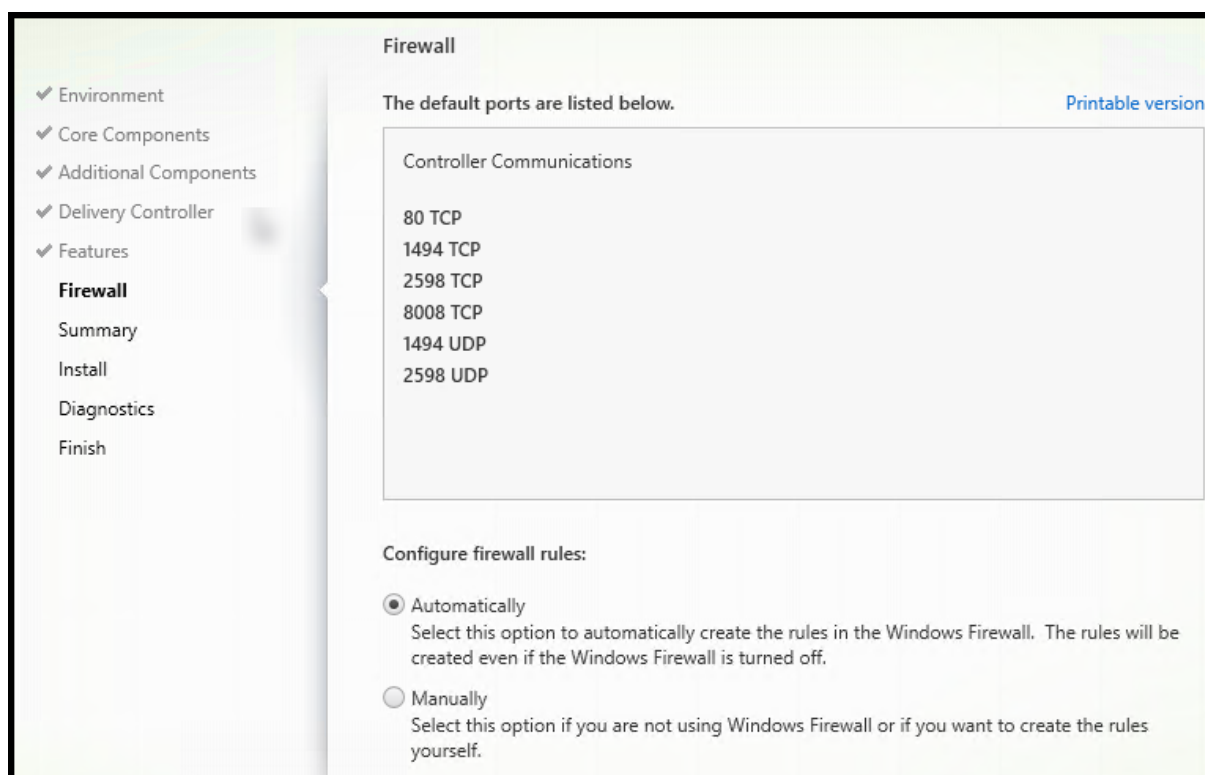 Firewall
Environment
Core Components
Additional Components
Delivery Controller
Features
Firewall
Summary
Install
Diagnostics
Finish
The default ports are listed below.
Printable version
Controller Communications
80 TCP
1494 TCP
2598 TCP
8008 TCP
1494 UDP
2598 UDP
Configure firewall rules:
Automatically
Select this option to automatically create the rules in the Windows Firewall. The rules will be
created even if the Windows Firewall is turned off.
Manually
Select this option if you are not using Windows Firewall or if you want to create the rules
yourself.